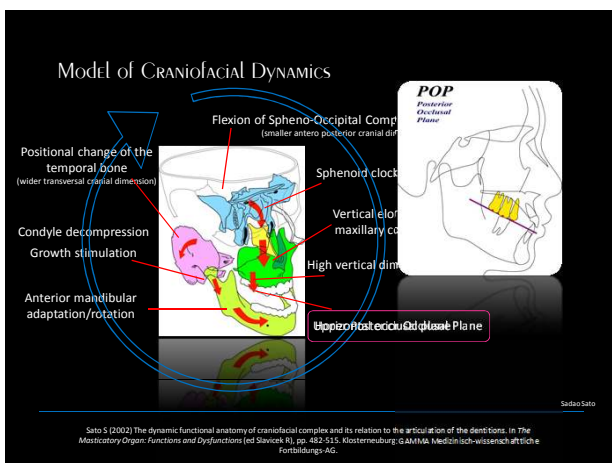 Model of Craniofacial Dynamics
POP
Posterior
Occlusal
Plane
Flexion of Spheno-Occipital Comp
(smaller antero posterior cranial di
Positional change of the
temporal bone
(wider transversal cranial dimension)
Sphenoid clock
Vertical elon
maxillary co
Condyle decompression
Growth stimulation
High vertical dim
Anterior mandibular
adaptation/rotation
Plane
Sadao Sato
Sato S (2002) The dynamic functional anatomy of craniofacial complex and its relation to the articulation of the dentitions. In The
Masticatory Organ: Functions and Dysfunctions (ed Slavicek R), pp. 482-515. Klosterneuburg: GAMMA Medizinisch-wissenschaftliche
Fortbildungs-AG.